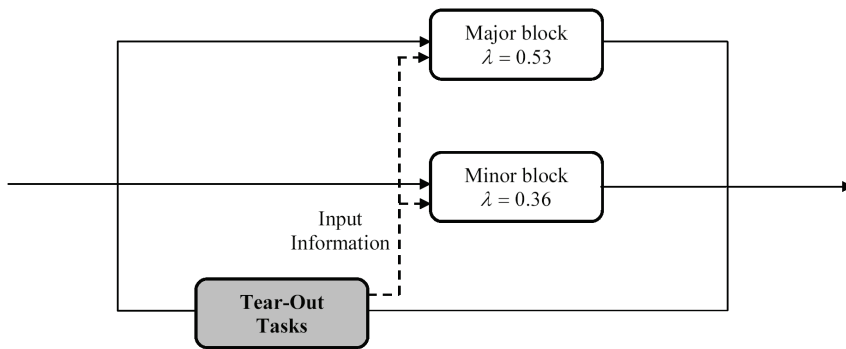 Major block
λ = 0.53
Minor block
λ = 0.36
Input
Information
Tear-Out
Tasks